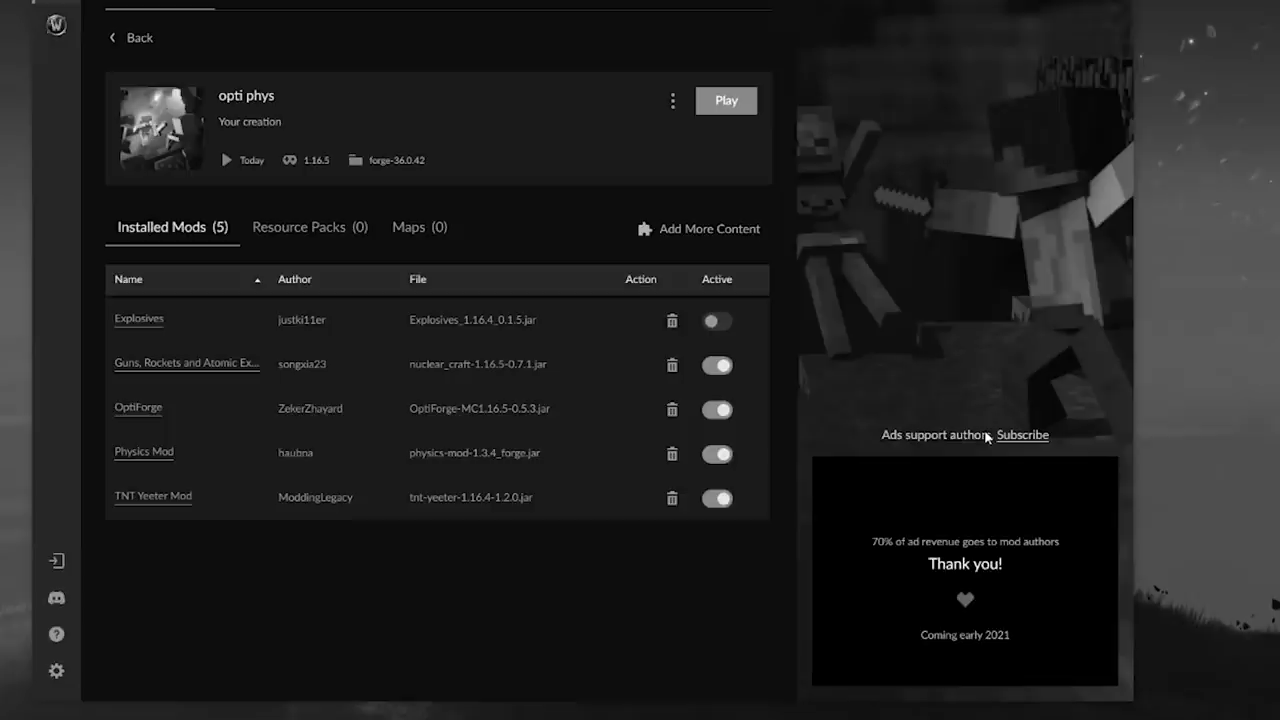 Back
opti phys
Your creation
Play
Today 1.16.5 forge-36.0.42
Installed Mods (5) Resource Packs (0) Maps (0) Add More Content
Name Author File Action Active
Explosives justki11er Explosives_1.16.4_0.1.5.jar
Guns, Rockets and Atomic Ex... songxia23 nuclear_craft-1.16.5-0.7.1.jar
OptiForge ZekerZhayard OptiForge-MC1.16.5-0.5.3.jar
Physics Mod haubna physics-mod-1.3.4_forge.jar
TNT Yeeter Mod ModdingLegacy tnt-yeeter-1.16.4-1.2.0.jar
Ads support authors Subscribe
70% of ad revenue goes to mod authors
Thank you!
Coming early 2021